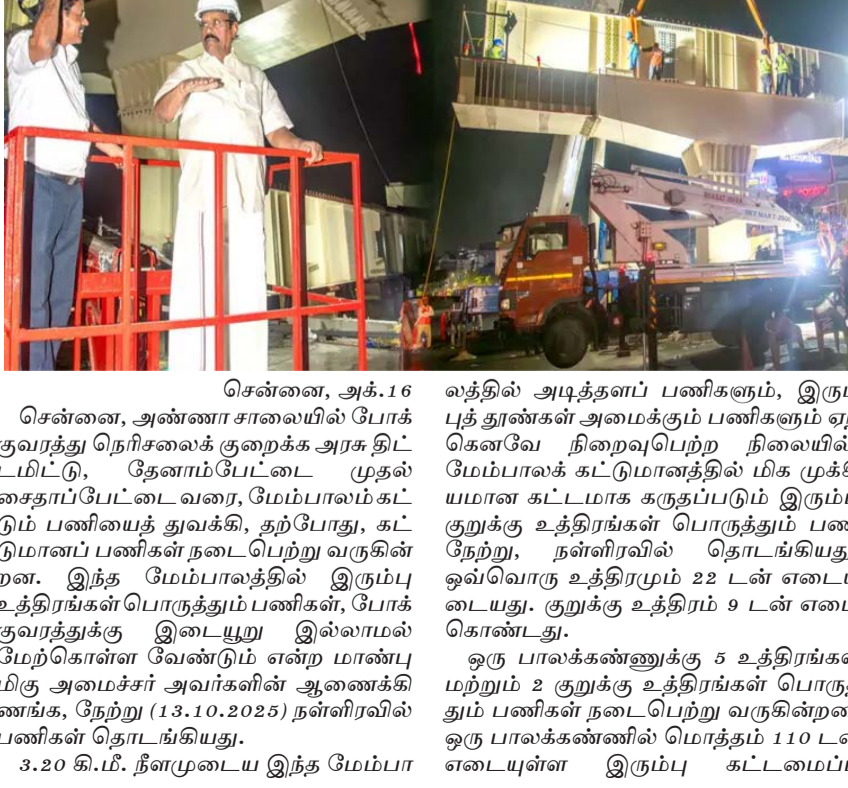 HOSPITALS
சென்னை, அக்.16
சென்னை, அண்ணா சாலையில் போக்
குவரத்து நெரிசலைக் குறைக்க அரசு திட்
டமிட்டு, தேனாம்பேட்டை முதல்
சைதாப்பேட்டை வரை, மேம்பாலம் கட்
டும் பணியைத் துவக்கி, தற்போது, கட்
டுமானப் பணிகள் நடைபெற்று வருகின்
றன. இந்த மேம்பாலத்தில் இரும்பு
உத்திரங்கள் பொருத்தும் பணிகள், போக்
குவரத்துக்கு இடையூறு இல்லாமல்
மேற்கொள்ள வேண்டும் என்ற மாண்பு
மிகு அமைச்சர் அவர்களின் ஆணைக்கி
ணங்க, நேற்று (13.10.2025) நள்ளிரவில்
பணிகள் தொடங்கியது.
3.20 கி.மீ. நீளமுடைய இந்த மேம்பா
லத்தில் அடித்தளப் பணிகளும், இரும்
புத் தூண்கள் அமைக்கும் பணிகளும் ஏற்
கெனவே நிறைவுபெற்ற நிலையில்,
மேம்பாலக் கட்டுமானத்தில் மிக முக்கி
யமான கட்டமாக கருதப்படும் இரும்பு
குறுக்கு உத்திரங்கள் பொருத்தும் பணி
நேற்று, நள்ளிரவில் தொடங்கியது.
ஒவ்வொரு உத்திரமும் 22 டன் எடையு
டையது. குறுக்கு உத்திரம் 9 டன் எடை
கொண்டது.
ஒரு பாலக்கண்ணுக்கு 5 உத்திரங்கள்
மற்றும் 2 குறுக்கு உத்திரங்கள் பொருத்
தும் பணிகள் நடைபெற்று வருகின்றன.
ஒரு பாலக்கண்ணில் மொத்தம் 110 டன்
எடையுள்ள இரும்பு கட்டமைப்பு